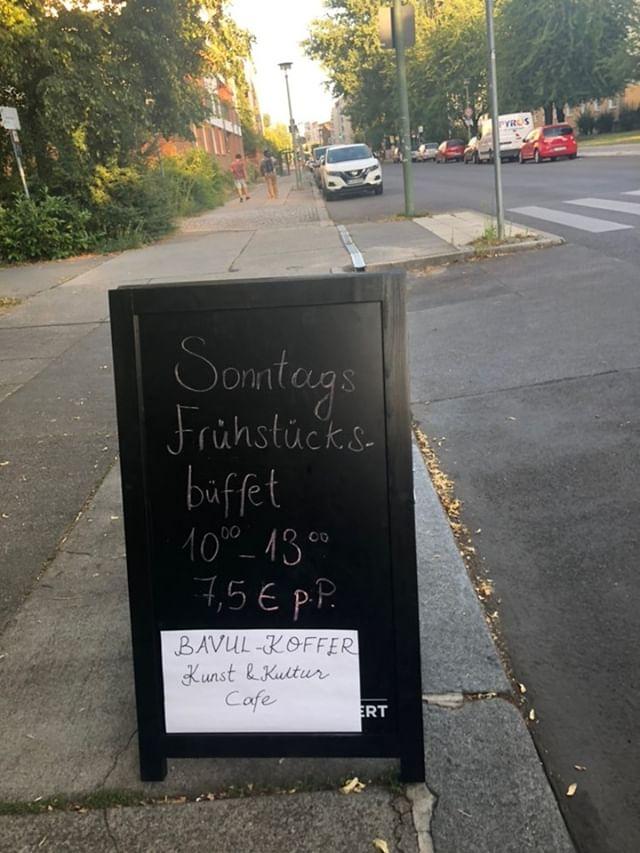 Sonntags
Frühstücks-
büffet
10⁰⁰ - 13⁰⁰
7,5 € p.P.
BAVUL-KOFFER
Kunst & Kultur
Cafe
ERT